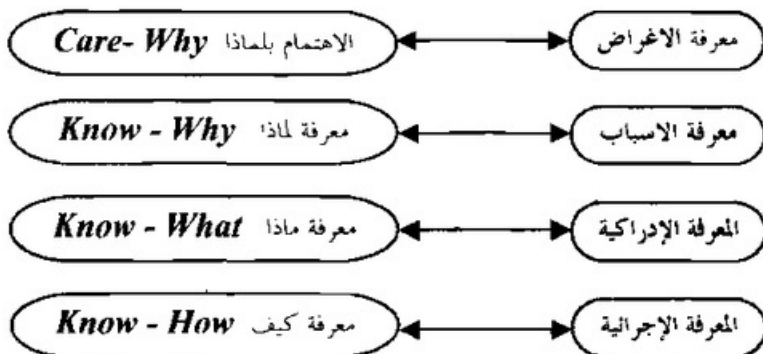 معرفة الاغراض الاهتمام بلماذا Care- Why
معرفة الاسباب معرفة لماذا Know - Why
المعرفة الإدراكية معرفة ماذا Know - What
المعرفة الإجرائية معرفة كيف Know - How